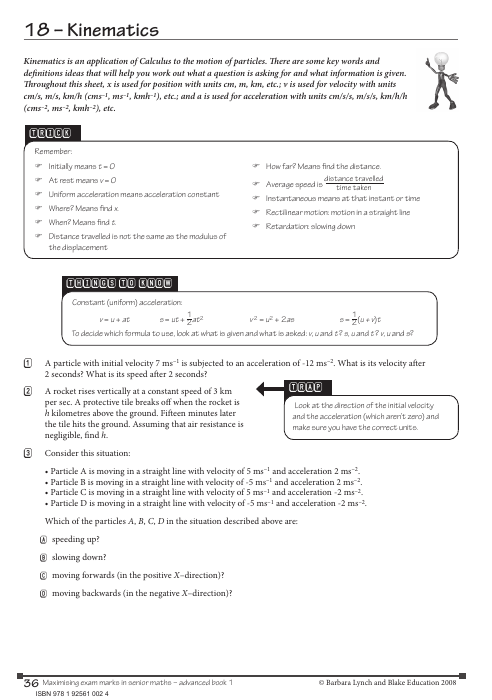 18 – Kinematics
Kinematics is an application of Calculus to the motion of particles. There are some key words and
definitions ideas that will help you work out what a question is asking for and what information is given.
Throughout this sheet, x is used for position with units cm, m, km, etc.; v is used for velocity with units
cm/s, m/s, km/h (cms⁻¹, ms⁻¹, kmh⁻¹), etc.; and a is used for acceleration with units cm/s/s, m/s/s, km/h/h
(cms⁻², ms⁻², kmh⁻²), etc.
TRICK
Remember:
☞ Initially means t = 0
☞ At rest means v = 0
☞ Uniform acceleration means acceleration constant
☞ Where? Means find x.
☞ When? Means find t.
☞ Distance travelled is not the same as the modulus of
the displacement
☞ How far? Means find the distance.
☞ Average speed is distance travelled / time taken
☞ Instantaneous means at that instant or time
☞ Rectilinear motion: motion in a straight line
☞ Retardation: slowing down
THINGS TO KNOW
Constant (uniform) acceleration:
v = u + at s = ut + 1/2 at² v² = u² + 2as s = 1/2 (u + v)t
To decide which formula to use, look at what is given and what is asked: v, u and t? s, u and t? v, u and s?
1 A particle with initial velocity 7 ms⁻¹ is subjected to an acceleration of -12 ms⁻². What is its velocity after
2 seconds? What is its speed after 2 seconds?
2 A rocket rises vertically at a constant speed of 3 km
per sec. A protective tile breaks off when the rocket is
h kilometres above the ground. Fifteen minutes later
the tile hits the ground. Assuming that air resistance is
negligible, find h.
TRAP
Look at the direction of the initial velocity
and the acceleration (which aren't zero) and
make sure you have the correct units.
3 Consider this situation:
• Particle A is moving in a straight line with velocity of 5 ms⁻¹ and acceleration 2 ms⁻².
• Particle B is moving in a straight line with velocity of -5 ms⁻¹ and acceleration 2 ms⁻².
• Particle C is moving in a straight line with velocity of 5 ms⁻¹ and acceleration -2 ms⁻².
• Particle D is moving in a straight line with velocity of -5 ms⁻¹ and acceleration -2 ms⁻².
Which of the particles A, B, C, D in the situation described above are:
A speeding up?
B slowing down?
C moving forwards (in the positive X–direction)?
D moving backwards (in the negative X–direction)?
36 Maximising exam marks in senior maths – advanced book 1 © Barbara Lynch and Blake Education 2008
ISBN 978 1 92561 002 4